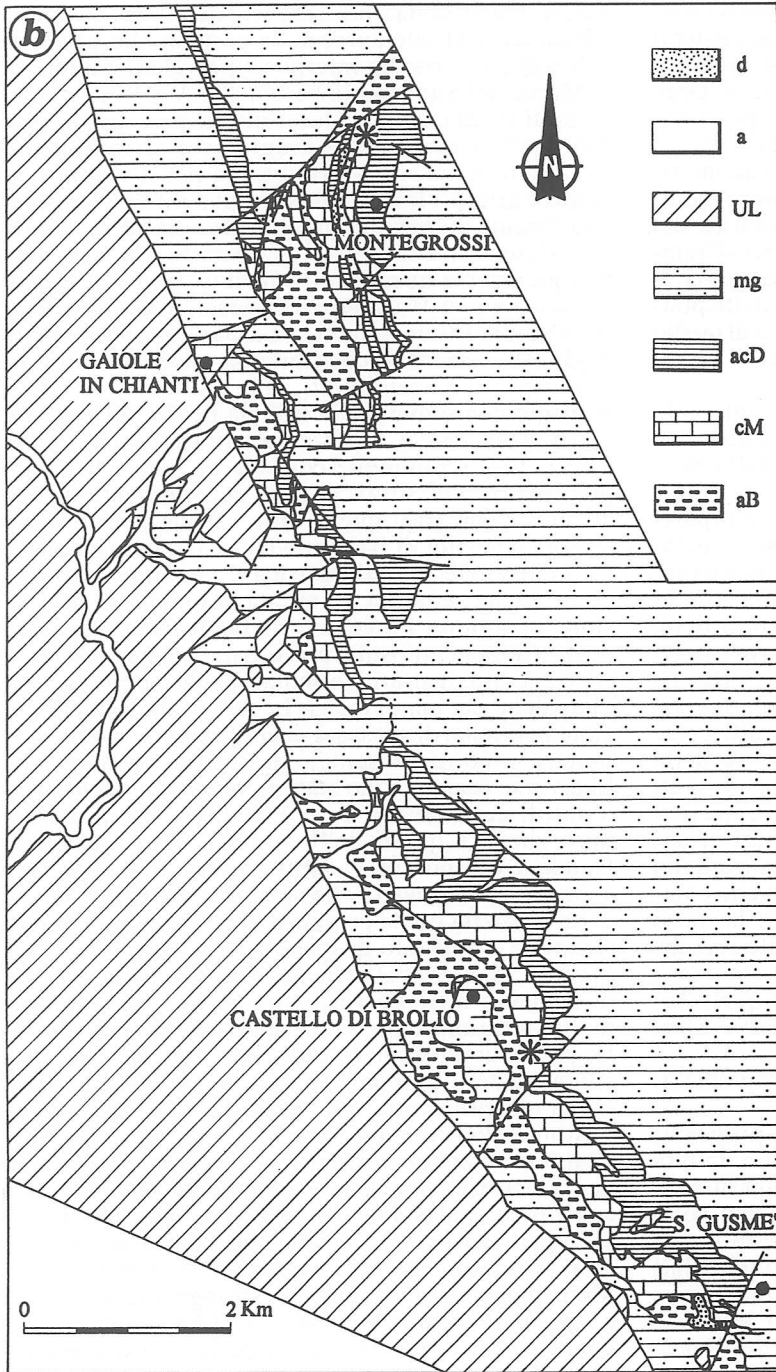 b
d
a
UL
mg
acD
cM
aB
N
MONTEGROSSI
GAIOLE
IN CHIANTI
CASTELLO DI BROLIO
S. GUSME'
0 2 Km